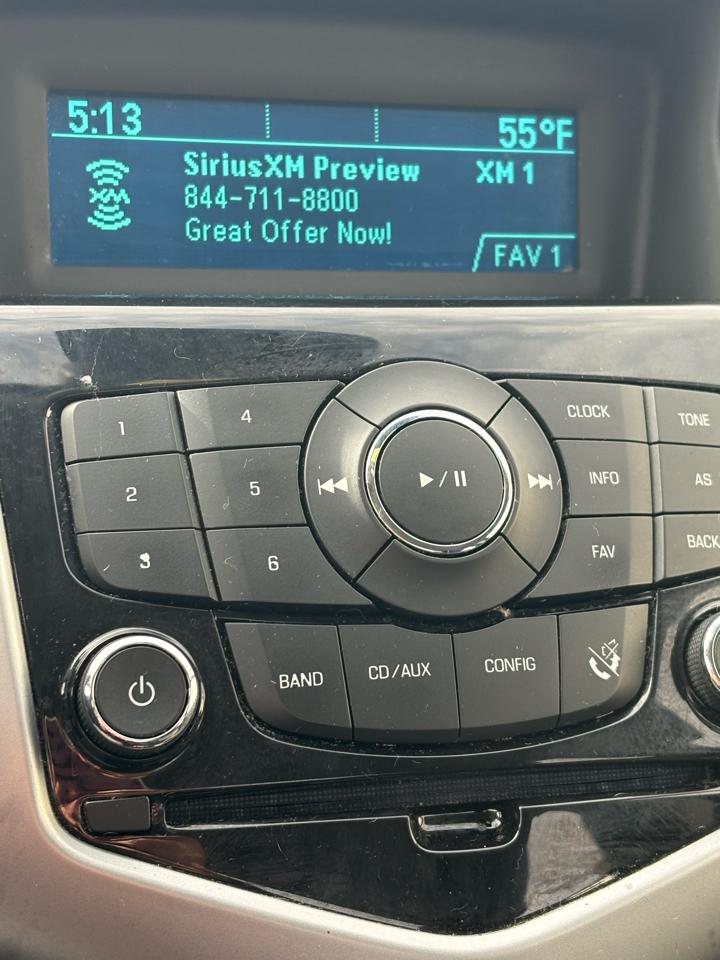 5:13
55°F
SiriusXM Preview XM 1
XM
844-711-8800
Great Offer Now!
FAV 1
1
4
CLOCK
TONE
2
5
INFO
AS
3
6
FAV
BACK
BAND
CD/AUX
CONFIG